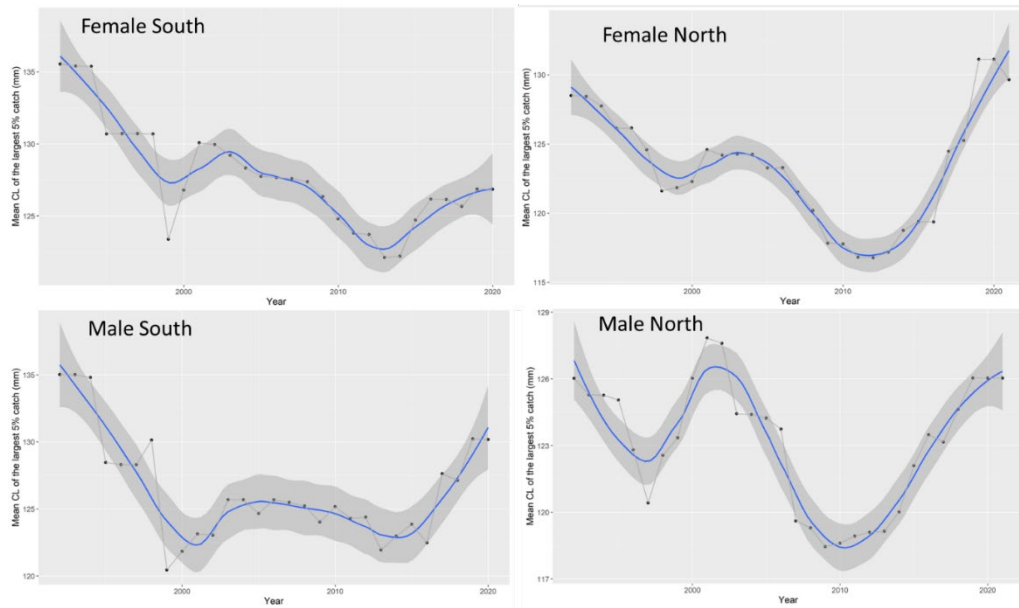 Female South
Mean CL of the largest 5% catch (mm)
135
130
125
2000
2010
2020
Year
Female North
Mean CL of the largest 5% catch (mm)
130
125
120
115
2000
2010
2020
Year
Male South
Mean CL of the largest 5% catch (mm)
135
130
125
120
2000
2010
2020
Year
Male North
Mean CL of the largest 5% catch (mm)
129
126
123
120
117
2000
2010
2020
Year